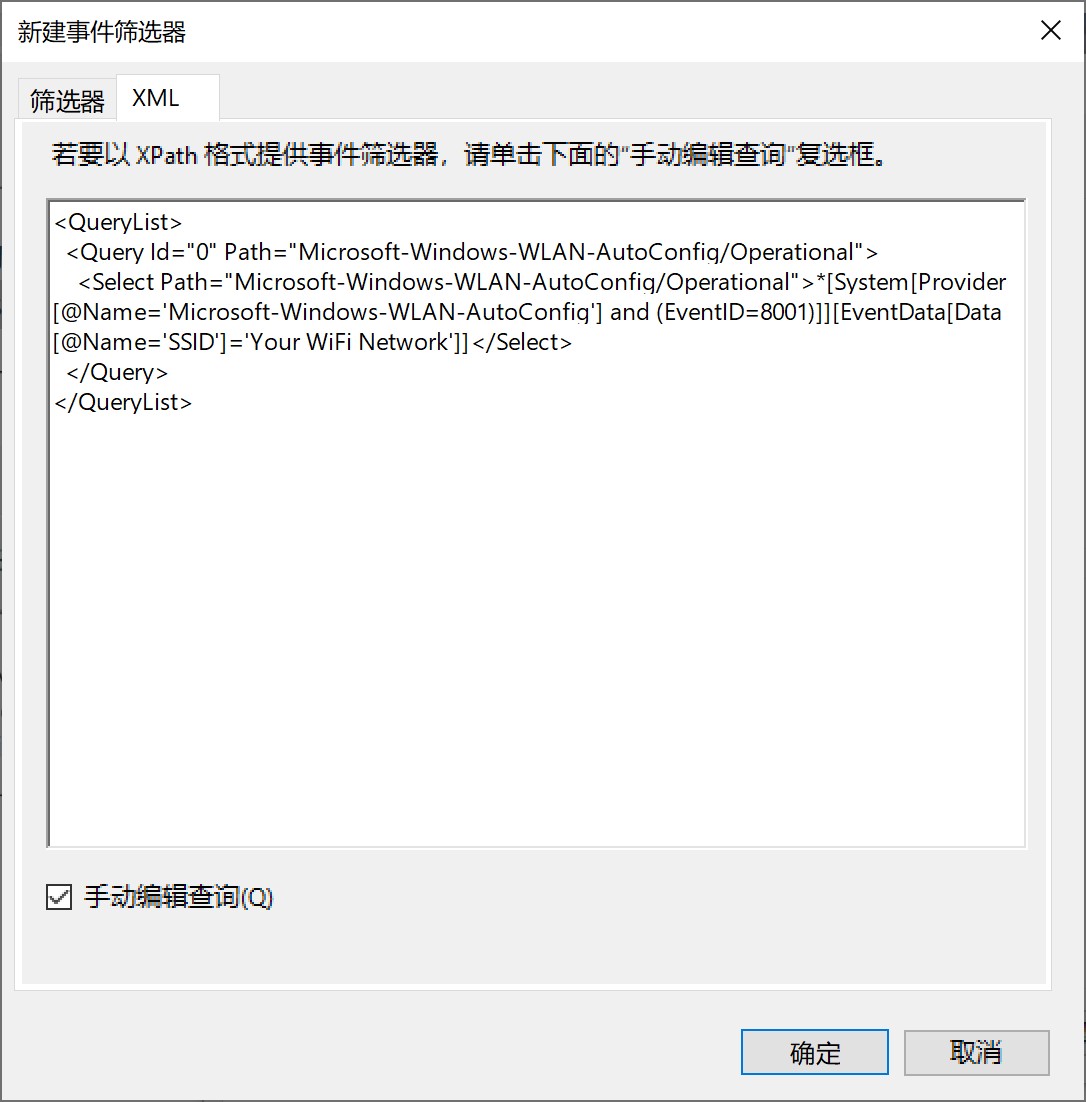 新建事件筛选器
筛选器
XML
若要以 XPath 格式提供事件筛选器，请单击下面的“手动编辑查询”复选框。
<QueryList>
  <Query Id="0" Path="Microsoft-Windows-WLAN-AutoConfig/Operational">
    <Select Path="Microsoft-Windows-WLAN-AutoConfig/Operational">*[System[Provider
[@Name='Microsoft-Windows-WLAN-AutoConfig'] and (EventID=8001)]][EventData[Data
[@Name='SSID']='Your WiFi Network']]</Select>
  </Query>
</QueryList>
手动编辑查询(Q)
确定
取消